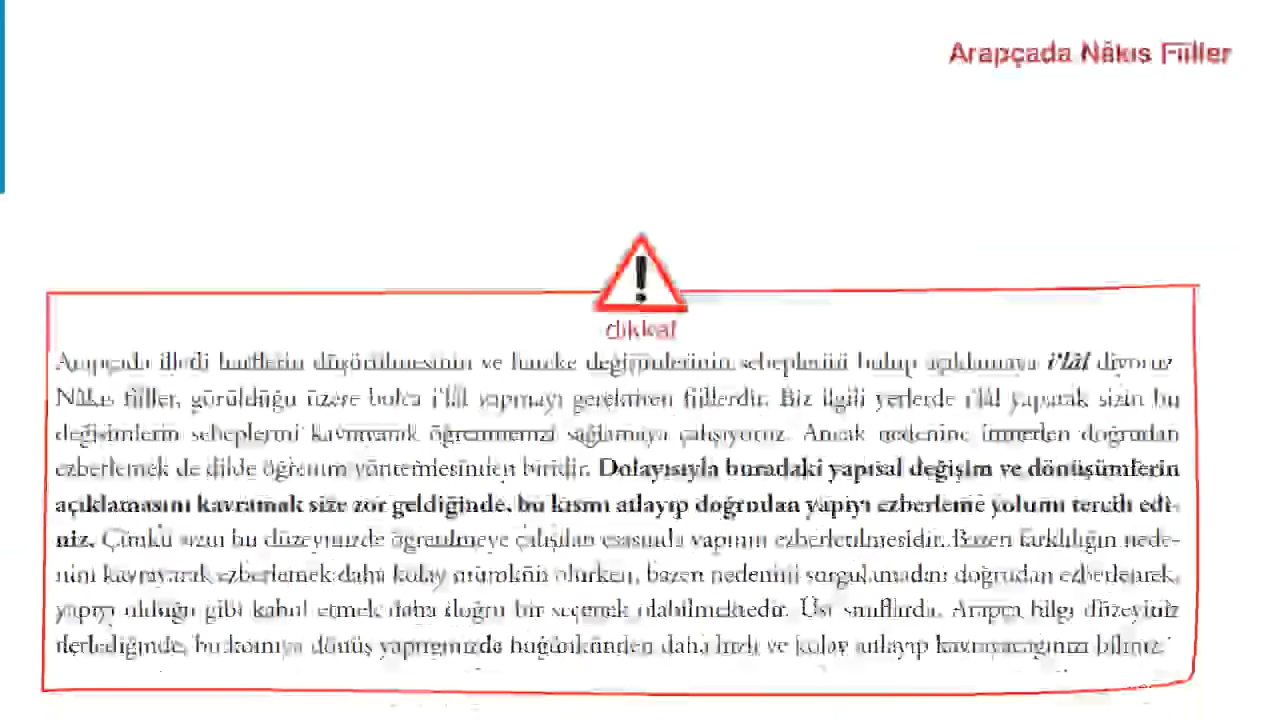 Arapçada Nâkıs Fiiller
dikkat
Arapçada illetli harflerin düşürülmesinin ve hareke değişimlerinin sebeplerini bulup açıklamaya i'lâl diyoruz.
Nâkıs fiiller, görüldüğü üzere bolca i'lâl yapmayı gerektiren fiillerdir. Biz ilgili yerlerde i'lâl yaparak sizin bu
değişimlerin sebeplerini kavrayarak öğrenmenizi sağlamaya çalışıyoruz. Ancak nedenine inmeden doğrudan
ezberlemek de dilde öğrenim yöntemlesinden biridir. Dolayısıyla buradaki yapısal değişim ve dönüşümlerin
açıklamasını kavramak size zor geldiğinde, bu kısmı atlayıp doğrudan yapıyı ezberleme yolunu tercih edi-
niz. Çünkü sizin bu düzeyinizde öğrenilmeye çalışılan esasında yapının ezberletilmesidir. Bazen farklılığın nede-
nini kavrayarak ezberlemek daha kolay mümkün olurken, bazen nedenini sorgulamadan doğrudan ezberleyerek,
yapıyı olduğu gibi kabul etmek daha doğru bir seçenek olabilmektedir. Üst sınıflarda, Arapça bilgi düzeyiniz
ilerlediğinde, bu konuya dönüş yaptığınızda bugünkünden daha hızlı ve kolay anlayıp kavrayacağınızı biliniz.